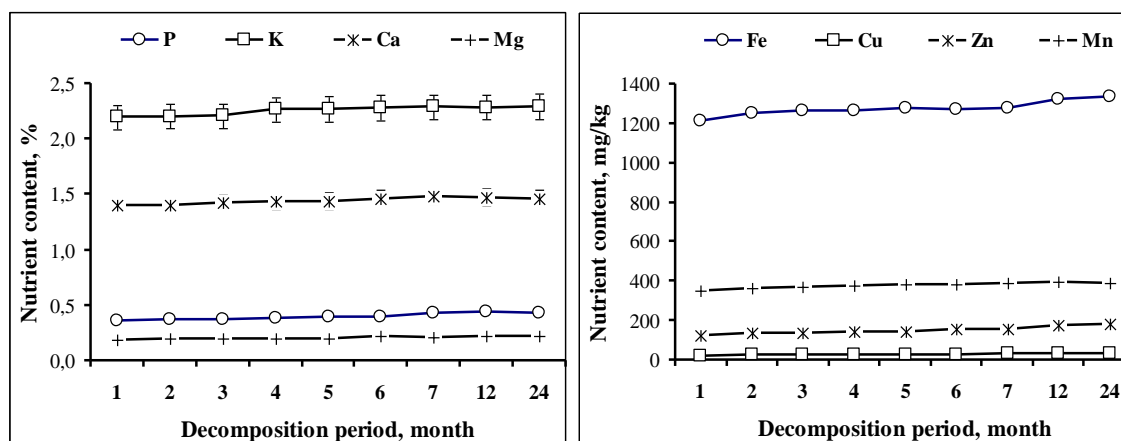 P K Ca Mg
Nutrient content, %
2,5
2,0
1,5
1,0
0,5
0,0
1 2 3 4 5 6 7 12 24
Decomposition period, month
Fe Cu Zn Mn
Nutrient content, mg/kg
1400
1200
1000
800
600
400
200
0
1 2 3 4 5 6 7 12 24
Decomposition period, month